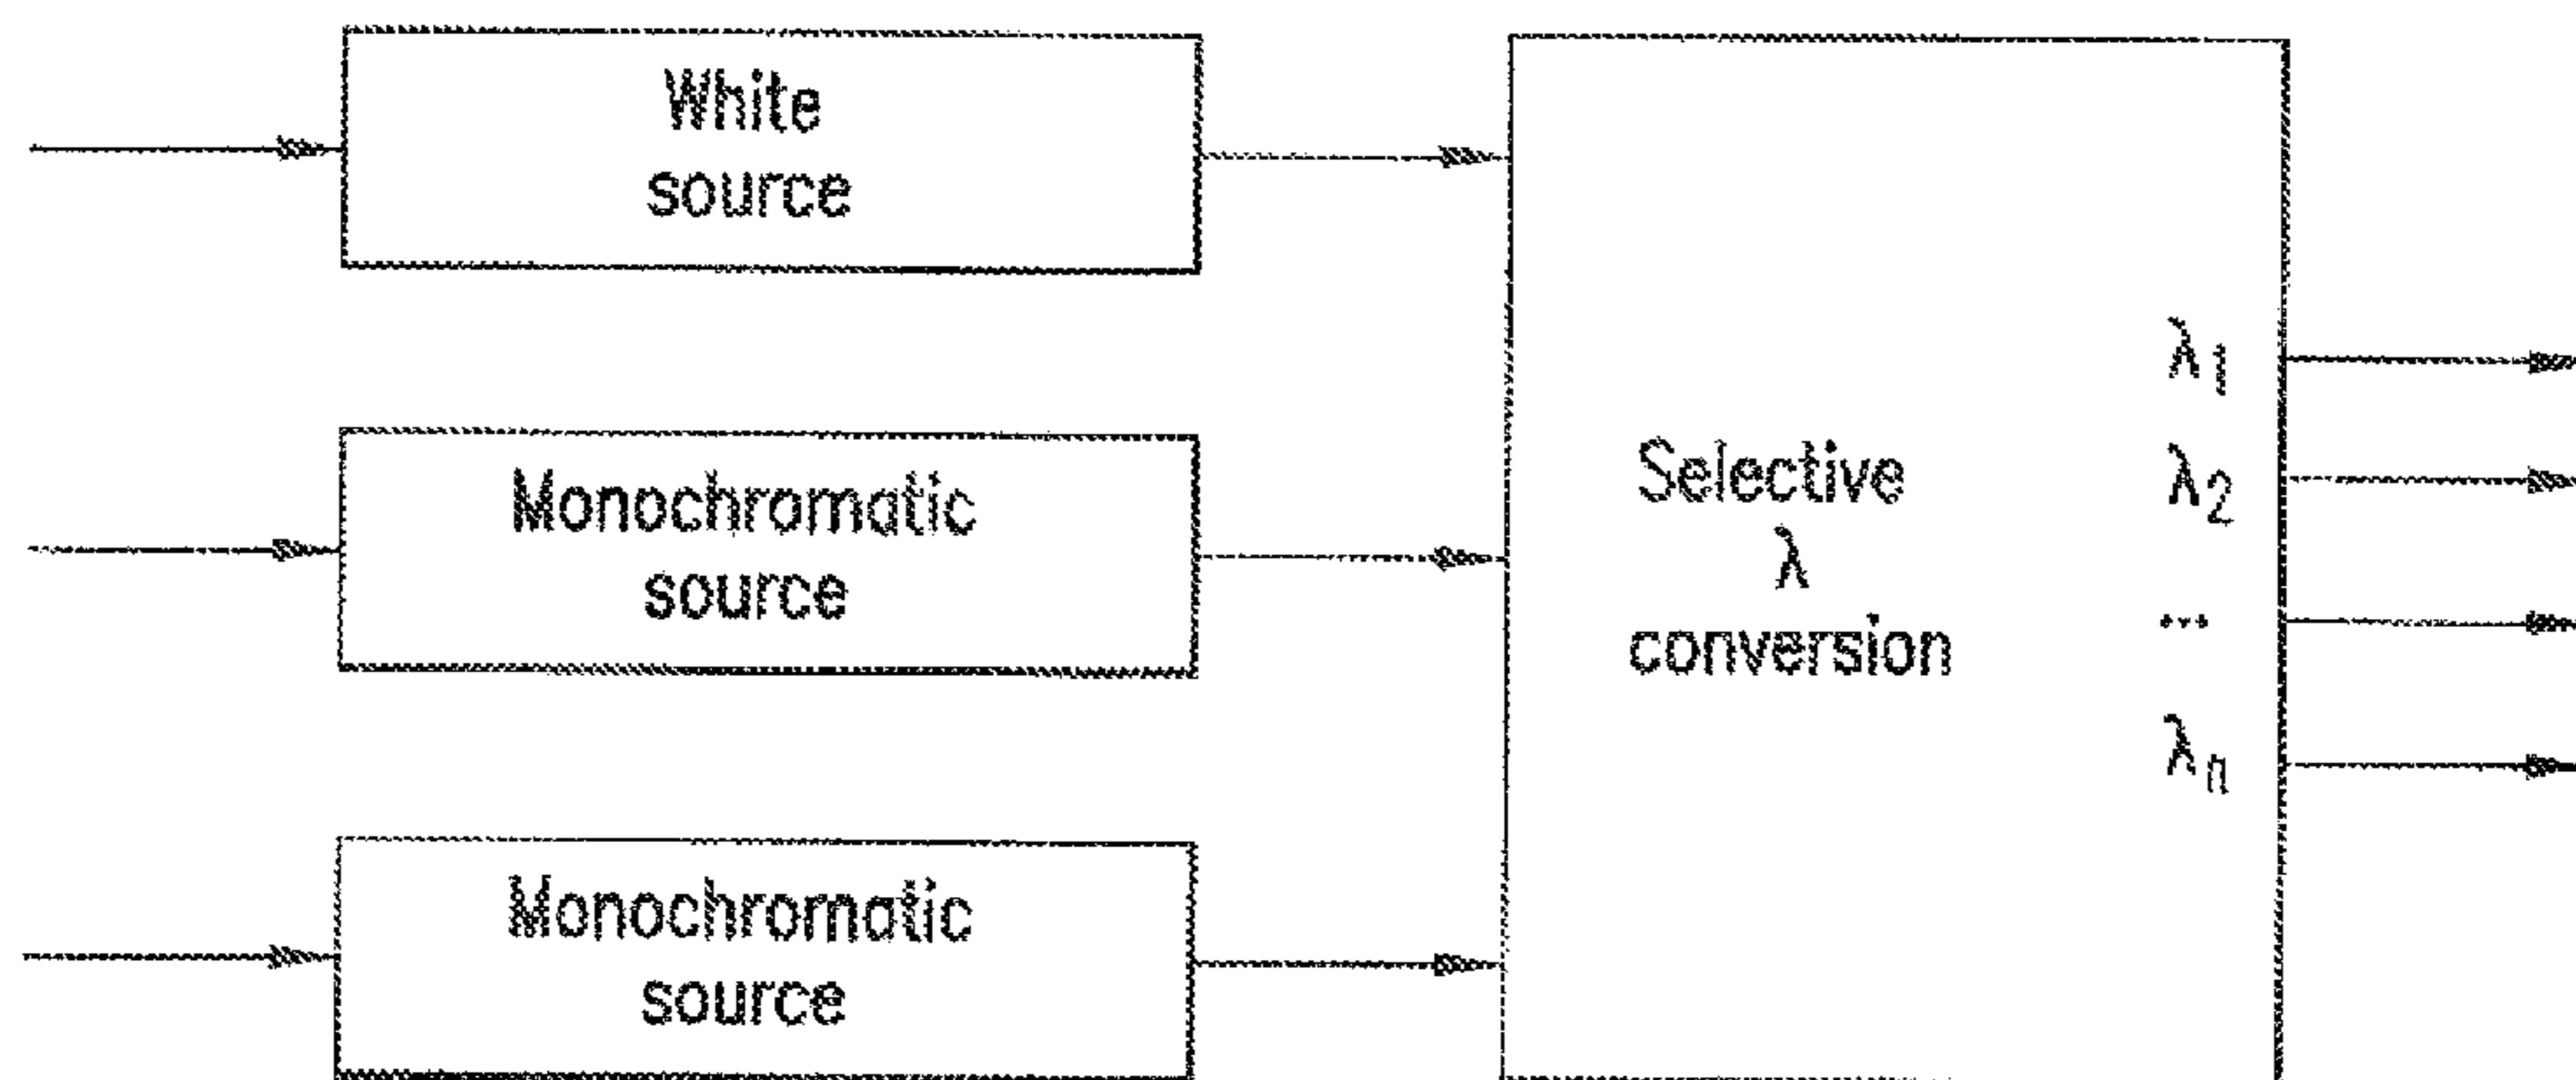 White
source
Monochromatic
source
Monochromatic
source
Selective
λ
conversion
λ1
λ2
...
λn